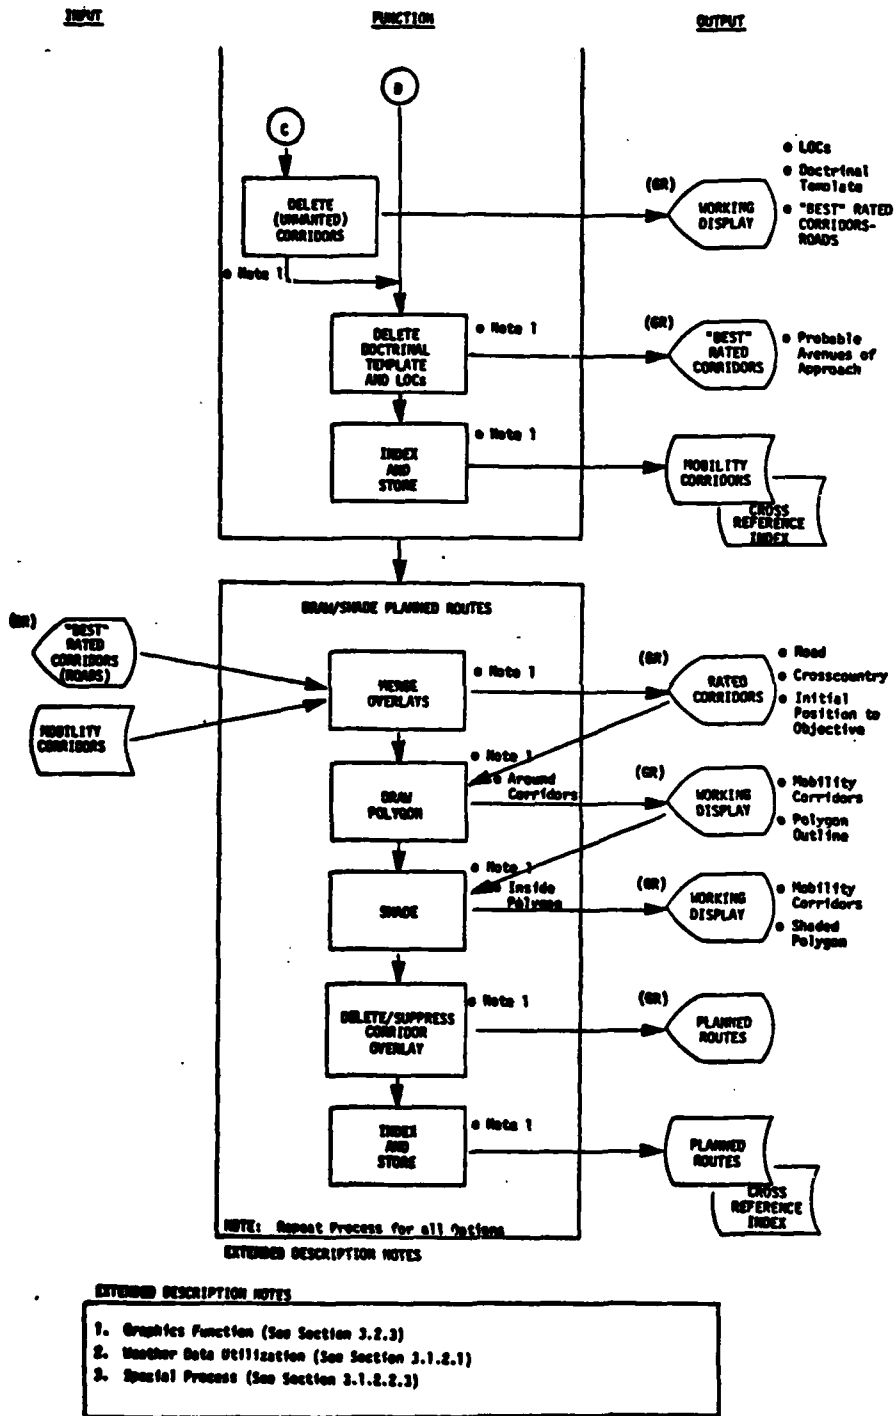 INPUT
FUNCTION
OUTPUT
D
C
DELETE
(UNWANTED)
CORRIDORS
(GR)
WORKING
DISPLAY
● LOCs
● Doctrinal
Template
● "BEST" RATED
CORRIDORS-
ROADS
● Note 1
DELETE
DOCTRINAL
TEMPLATE
AND LOCs
● Note 1
(GR)
"BEST"
RATED
CORRIDORS
● Probable
Avenues of
Approach
INDEX
AND
STORE
● Note 1
MOBILITY
CORRIDORS
CROSS
REFERENCE
INDEX
DRAW/SHADE PLANNED ROUTES
(GR)
"BEST"
RATED
CORRIDORS
(ROADS)
MOBILITY
CORRIDORS
MERGE
OVERLAYS
● Note 1
(GR)
RATED
CORRIDORS
● Road
● Crosscountry
● Initial
Position to
Objective
DRAW
POLYGON
● Note 1
● Around
Corridors
(GR)
WORKING
DISPLAY
● Mobility
Corridors
● Polygon
Outline
SHADE
● Note 1
● Inside
Polygon
(GR)
WORKING
DISPLAY
● Mobility
Corridors
● Shaded
Polygon
DELETE/SUPPRESS
CORRIDOR
OVERLAY
● Note 1
(GR)
PLANNED
ROUTES
INDEX
AND
STORE
● Note 1
PLANNED
ROUTES
CROSS
REFERENCE
INDEX
NOTE: Repeat Process for all Options
EXTENDED DESCRIPTION NOTES
EXTENDED DESCRIPTION NOTES
1. Graphics Function (See Section 3.2.3)
2. Weather Data Utilization (See Section 3.1.2.1)
3. Special Process (See Section 3.1.2.2.3)